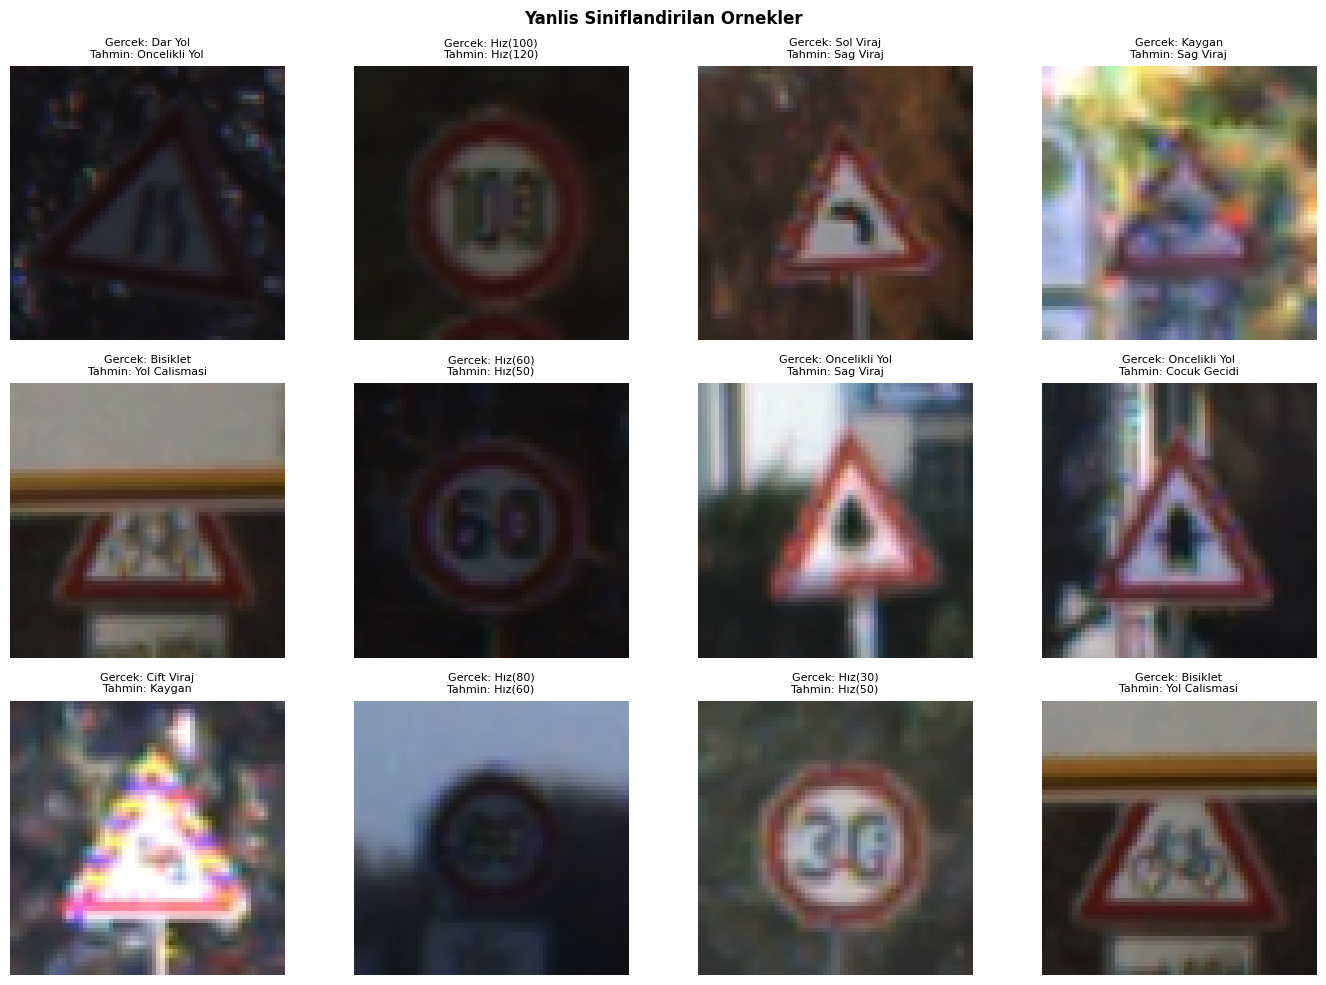 Yanlis Siniflandirilan Ornekler
Gercek: Dar Yol
Tahmin: Oncelikli Yol
Gercek: Hız(100)
Tahmin: Hız(120)
Gercek: Sol Viraj
Tahmin: Sag Viraj
Gercek: Kaygan
Tahmin: Sag Viraj
100
Gercek: Bisiklet
Tahmin: Yol Calismasi
Gercek: Hız(60)
Tahmin: Hız(50)
Gercek: Oncelikli Yol
Tahmin: Sag Viraj
Gercek: Oncelikli Yol
Tahmin: Cocuk Gecidi
60
Gercek: Cift Viraj
Tahmin: Kaygan
Gercek: Hız(80)
Tahmin: Hız(60)
Gercek: Hız(30)
Tahmin: Hız(50)
Gercek: Bisiklet
Tahmin: Yol Calismasi
30